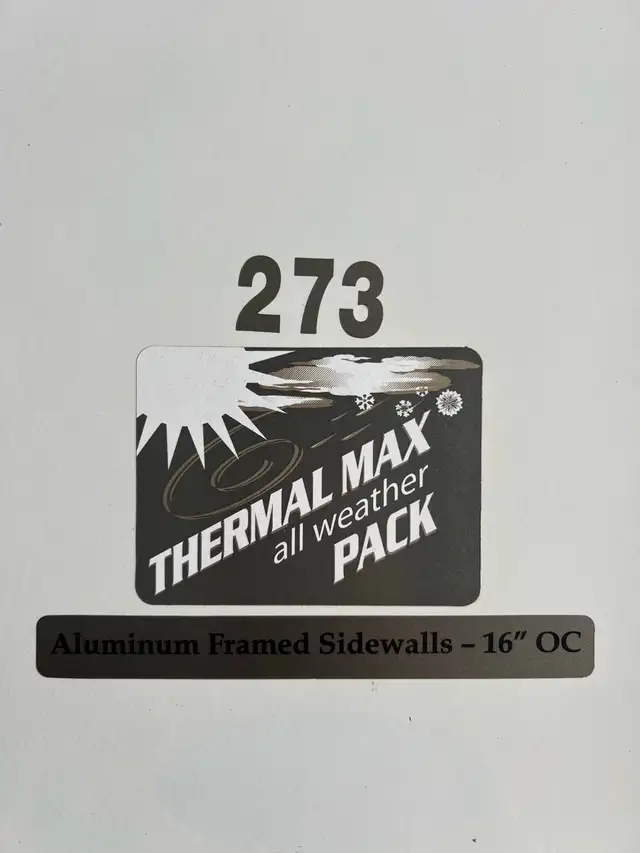 273
THERMAL MAX
all weather
PACK
Aluminum Framed Sidewalls – 16” OC